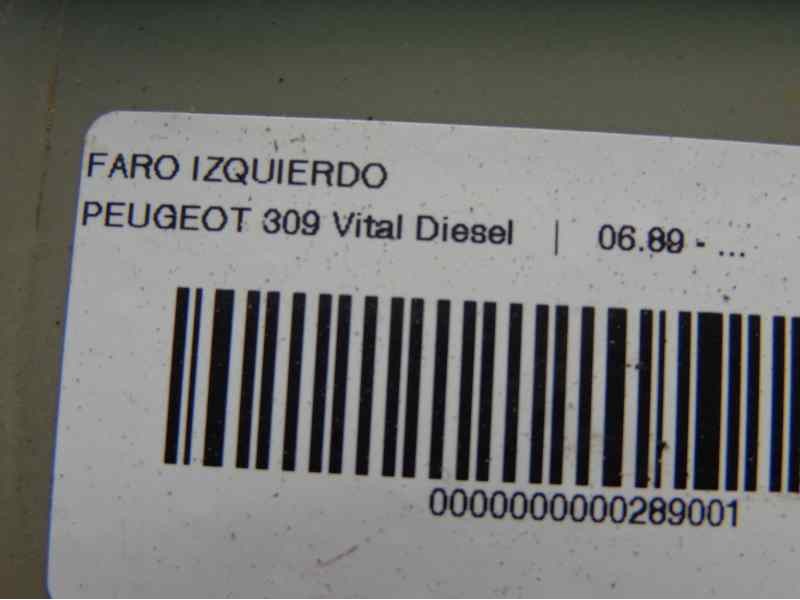 FARO IZQUIERDO
PEUGEOT 309 Vital Diesel | 06.89 - ...
0000000000289001